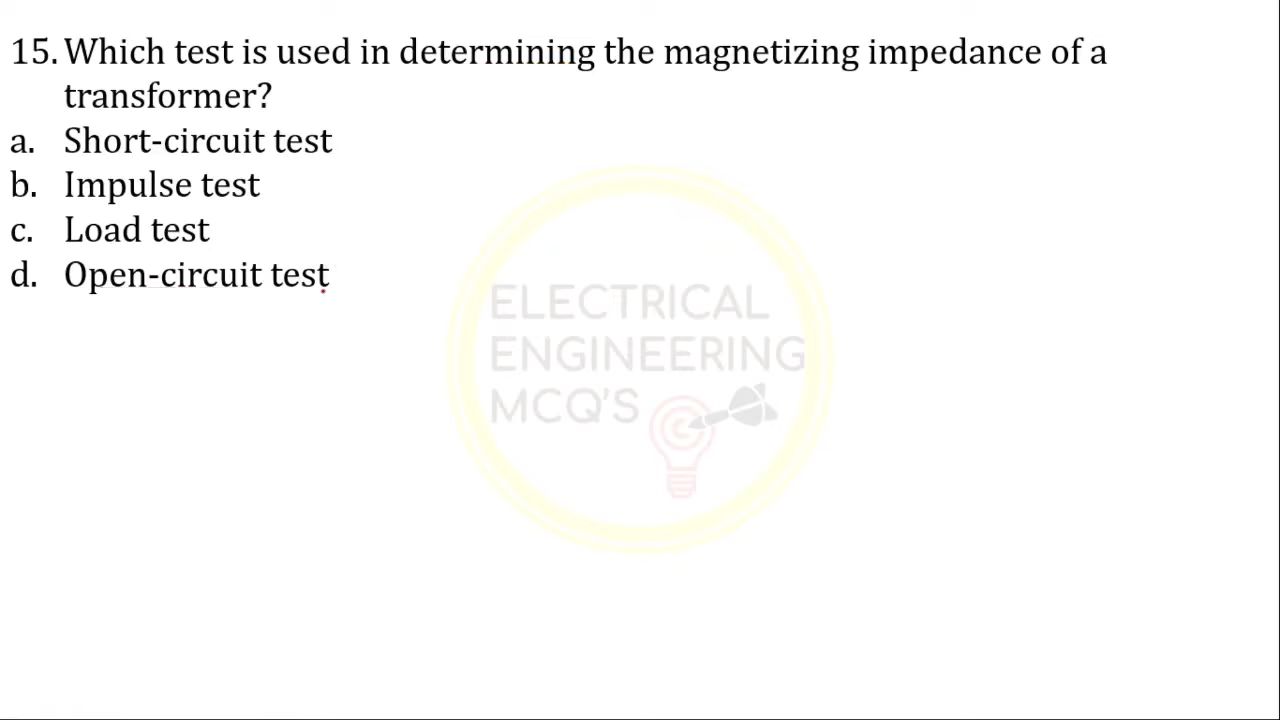 15. Which test is used in determining the magnetizing impedance of a
transformer?
a. Short-circuit test
b. Impulse test
c. Load test
d. Open-circuit test
ELECTRICAL
ENGINEERING
MCQ'S